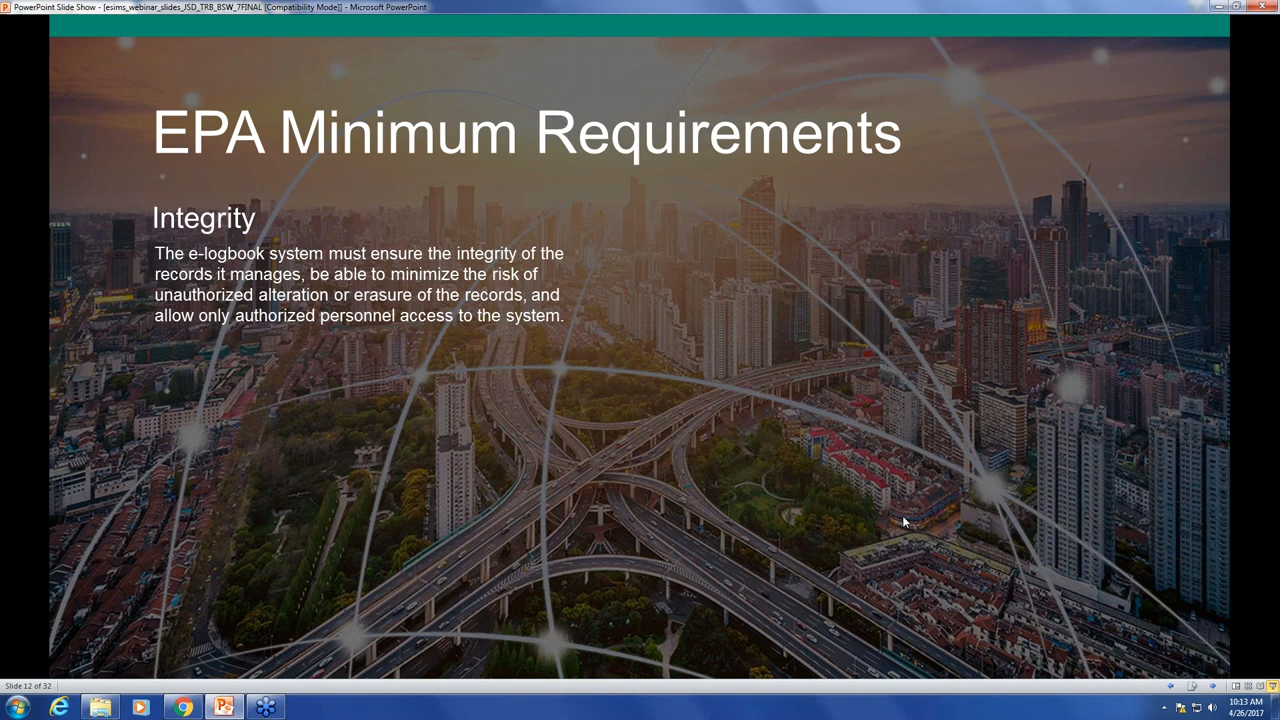 PowerPoint Slide Show - [esims_webinar_slides_JSD_TRB_BSW_7FINAL [Compatibility Mode]] - Microsoft PowerPoint
EPA Minimum Requirements
Integrity
The e-logbook system must ensure the integrity of the
records it manages, be able to minimize the risk of
unauthorized alteration or erasure of the records, and
allow only authorized personnel access to the system.
Slide 12 of 32
10:13 AM
4/26/2017